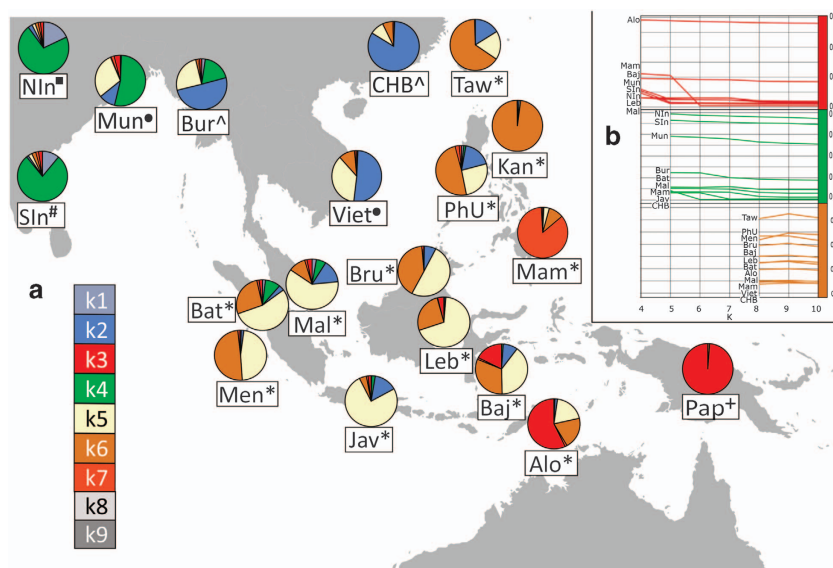 NIn■
Mun●
Bur^
CHB^
Taw*
Kan*
SIn#
Viet●
PhU*
Mam*
a
Bat*
Mal*
Bru*
Men*
Leb*
Jav*
Baj*
Alo*
Pap+
k1
k2
k3
k4
k5
k6
k7
k8
k9
b
Alo
Mam
Baj
Mun
SIn
NIn
Leb
Mal
NIn
SIn
Mun
Bur
Bat
Mal
Mam
Jav
CHB
Taw
PhU
Men
Bru
Baj
Leb
Bat
Alo
Mal
Mam
Viet
CHB
4 5 6 7 8 9 10
K